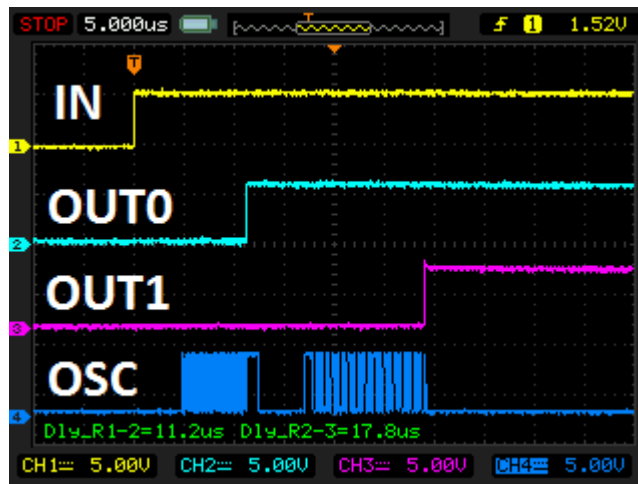 STOP 5.000us T f 1 1.52V
T
IN
1
OUT0
2
OUT1
3
OSC
4
Dly_R1-2=11.2us Dly_R2-3=17.8us
CH1 5.00V CH2 5.00V CH3 5.00V CH4 5.00V